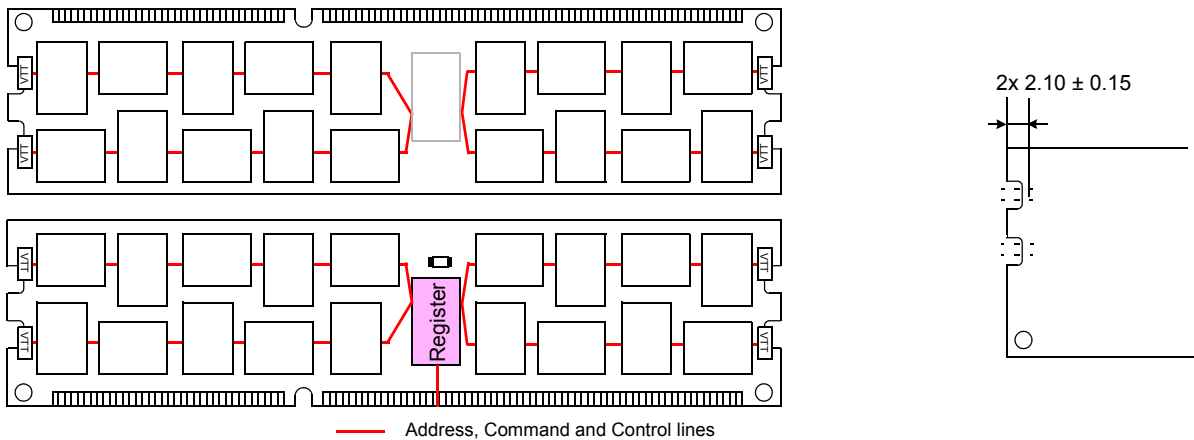 VTT VTT
VTT VTT
2x 2.10 ± 0.15
VTT VTT
Register
VTT VTT
Address, Command and Control lines